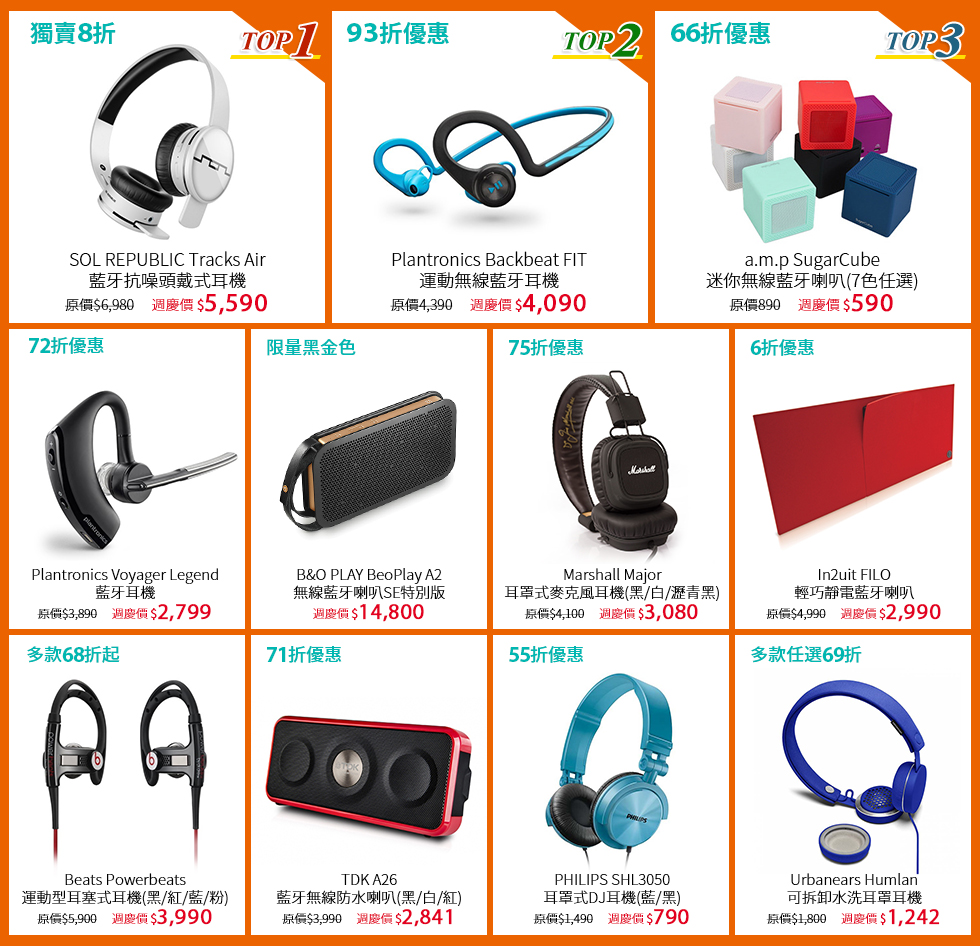 獨賣8折
TOP1
SOL REPUBLIC Tracks Air
藍牙抗噪頭戴式耳機
原價$6,980 週慶價 $5,590
93折優惠
TOP2
Plantronics Backbeat FIT
運動無線藍牙耳機
原價4,390 週慶價 $4,090
66折優惠
TOP3
a.m.p SugarCube
迷你無線藍牙喇叭(7色任選)
原價890 週慶價 $590
72折優惠
plantronics
Plantronics Voyager Legend
藍牙耳機
原價$3,890 週慶價 $2,799
限量黑金色
B&O PLAY BeoPlay A2
無線藍牙喇叭SE特別版
週慶價 $14,800
75折優惠
Marshall
Marshall Major
耳罩式麥克風耳機(黑/白/瀝青黑)
原價$4,100 週慶價 $3,080
6折優惠
In2uit FILO
輕巧靜電藍牙喇叭
原價$4,990 週慶價 $2,990
多款68折起
Beats Powerbeats
運動型耳塞式耳機(黑/紅/藍/粉)
原價$5,900 週慶價 $3,990
71折優惠
TDK A26
藍牙無線防水喇叭(黑/白/紅)
原價$3,990 週慶價 $2,841
55折優惠
PHILIPS
PHILIPS SHL3050
耳罩式DJ耳機(藍/黑)
原價$1,490 週慶價 $790
多款任選69折
Urbanears Humlan
可拆卸水洗耳罩耳機
原價$1,800 週慶價 $1,242